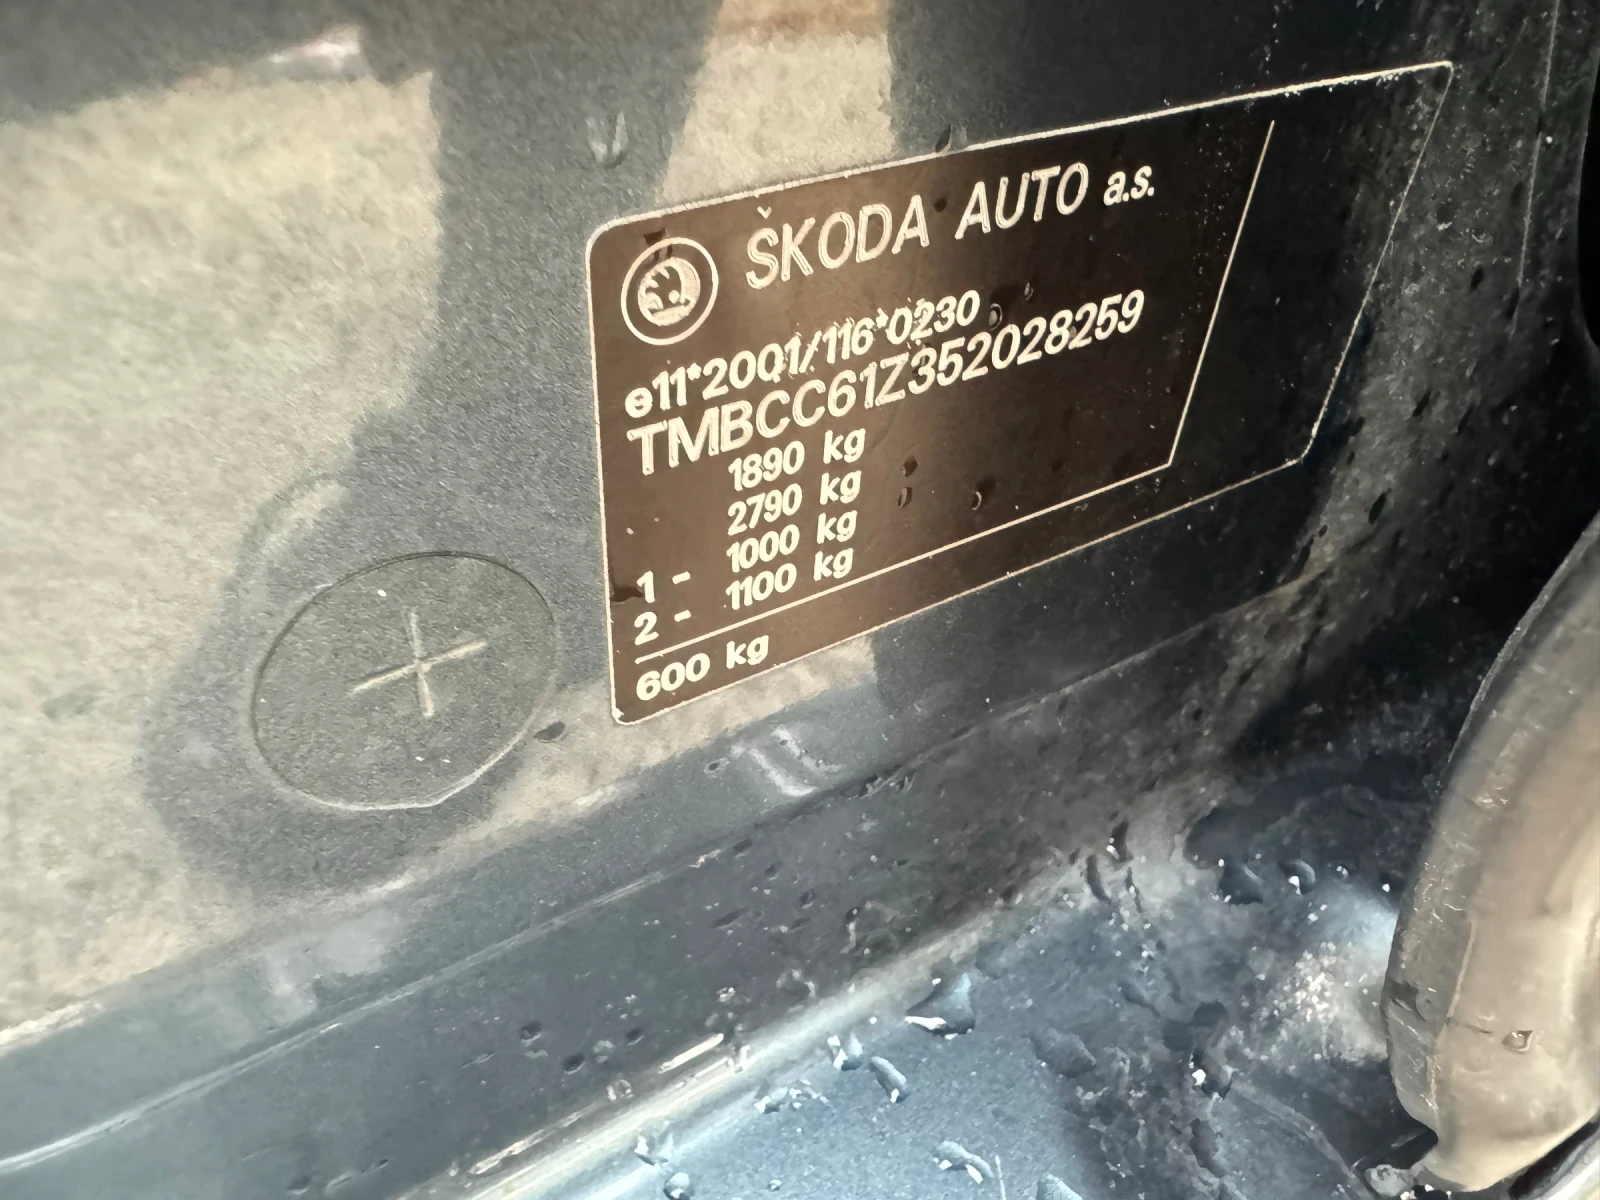 ŠKODA AUTO a.s.
e11*2001/116*0230
TMBCC61Z352028259
1890 kg
2790 kg
1 - 1000 kg
2 - 1100 kg
600 kg